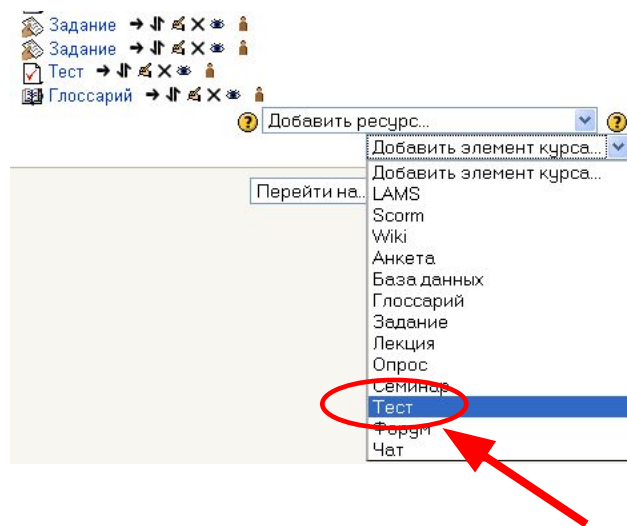 Задание
Задание
Тест
Глоссарий
Добавить ресурс...
Добавить элемент курса...
Добавить элемент курса...
Перейти на..
LAMS
Scorm
Wiki
Анкета
База данных
Глоссарий
Задание
Лекция
Опрос
Семинар
Тест
Форум
Чат